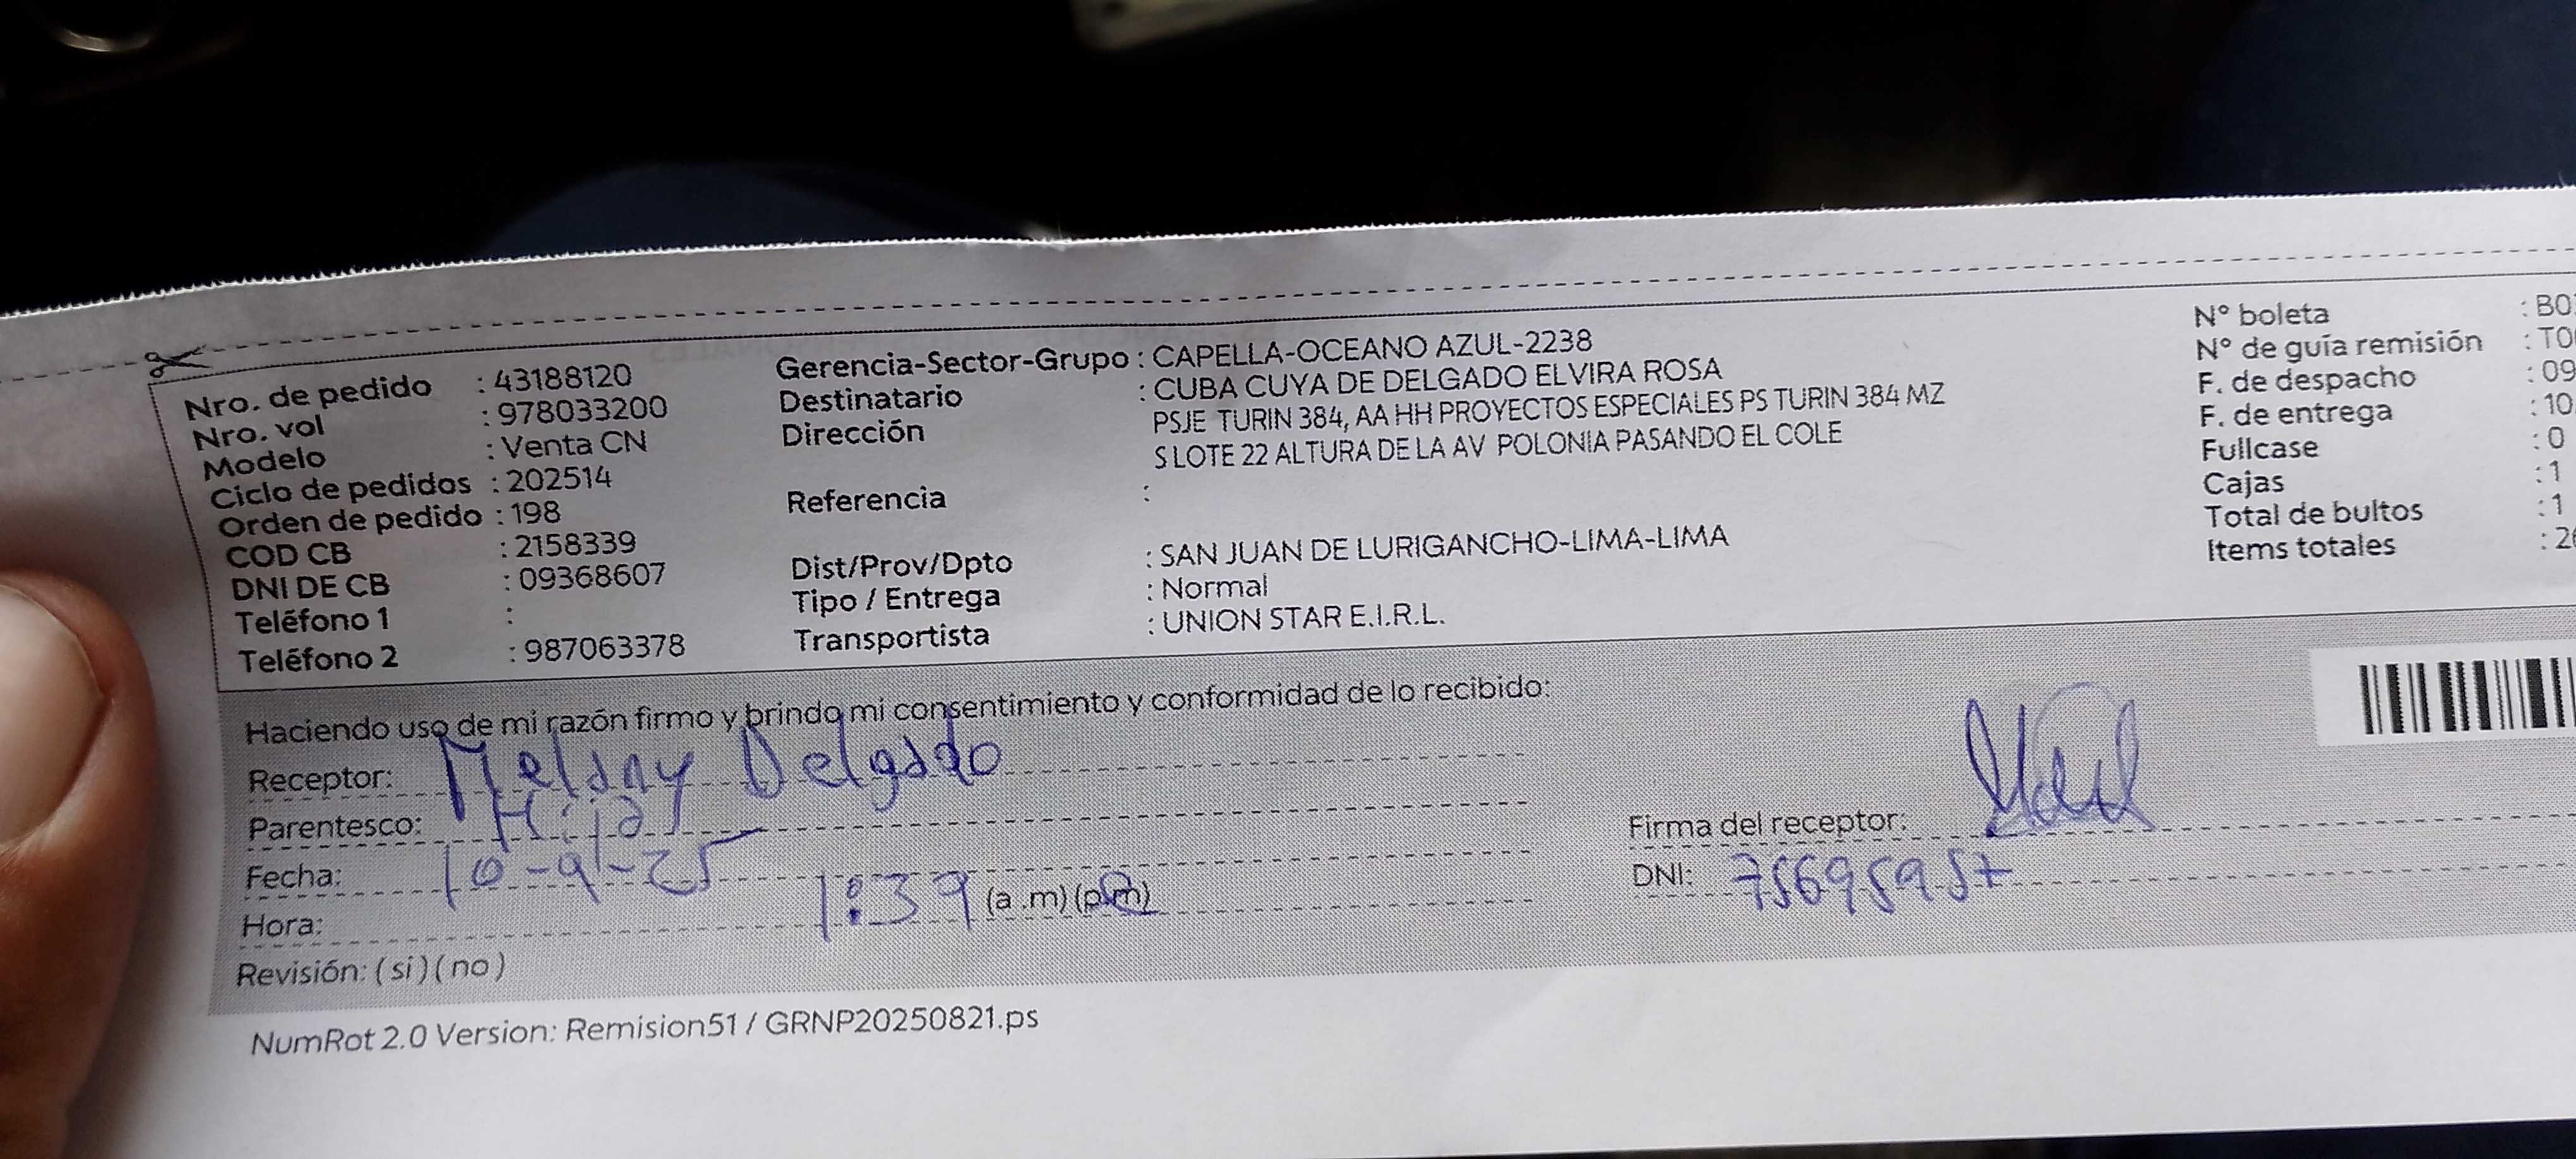 Nro. de pedido : 43188120
Nro. vol : 978033200
Modelo : Venta CN
Ciclo de pedidos : 202514
Orden de pedido : 198
COD CB : 2158339
DNI DE CB : 09368607
Teléfono 1 :
Teléfono 2 : 987063378
Gerencia-Sector-Grupo : CAPELLA-OCEANO AZUL-2238
Destinatario : CUBA CUYA DE DELGADO ELVIRA ROSA
Dirección PSJE TURIN 384, AA HH PROYECTOS ESPECIALES PS TURIN 384 MZ
S LOTE 22 ALTURA DE LA AV POLONIA PASANDO EL COLE
Referencia :
Dist/Prov/Dpto : SAN JUAN DE LURIGANCHO-LIMA-LIMA
Tipo / Entrega : Normal
Transportista : UNION STAR E.I.R.L.
N° boleta : B0
N° de guía remisión : T0
F. de despacho : 09
F. de entrega : 10
Fullcase : 0
Cajas : 1
Total de bultos : 1
Items totales : 2
Haciendo uso de mi razón firmo y brindo mi consentimiento y conformidad de lo recibido:
Receptor: Melany Delgado
Parentesco: Hija
Fecha: 10-9-25
Hora: 1:39 (a .m) (p.m)
Revisión: ( si ) ( no )
Firma del receptor:
DNI: 75695957
NumRot 2.0 Version: Remision51 / GRNP20250821.ps